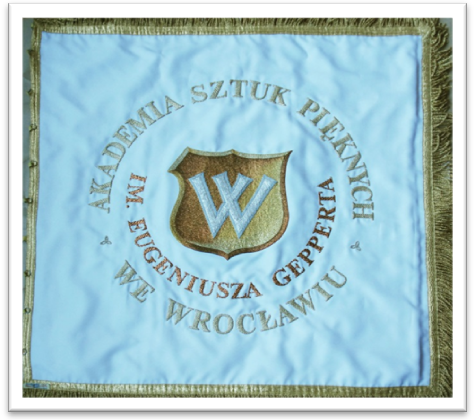 AKADEMIA SZTUK PIĘKNYCH
IM. EUGENIUSZA GEPPERTA
WE WROCŁAWIU
W